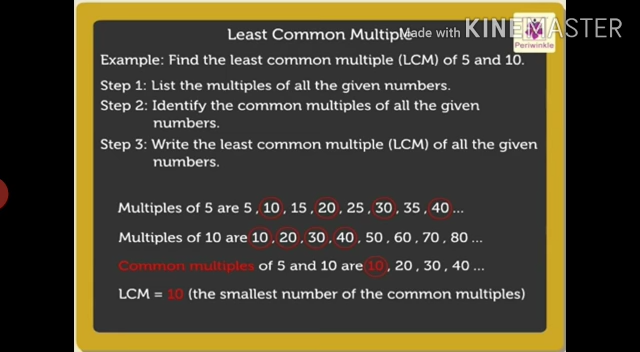 Least Common Multiple
Made with KINEMASTER
Periwinkle
Example: Find the least common multiple (LCM) of 5 and 10.
Step 1: List the multiples of all the given numbers.
Step 2: Identify the common multiples of all the given
numbers.
Step 3: Write the least common multiple (LCM) of all the given
numbers.
Multiples of 5 are 5 , 10 , 15 , 20 , 25 , 30 , 35 , 40 ...
Multiples of 10 are 10 , 20 , 30 , 40 , 50 , 60 , 70 , 80 ...
Common multiples of 5 and 10 are 10 , 20 , 30 , 40 ...
LCM = 10 (the smallest number of the common multiples)